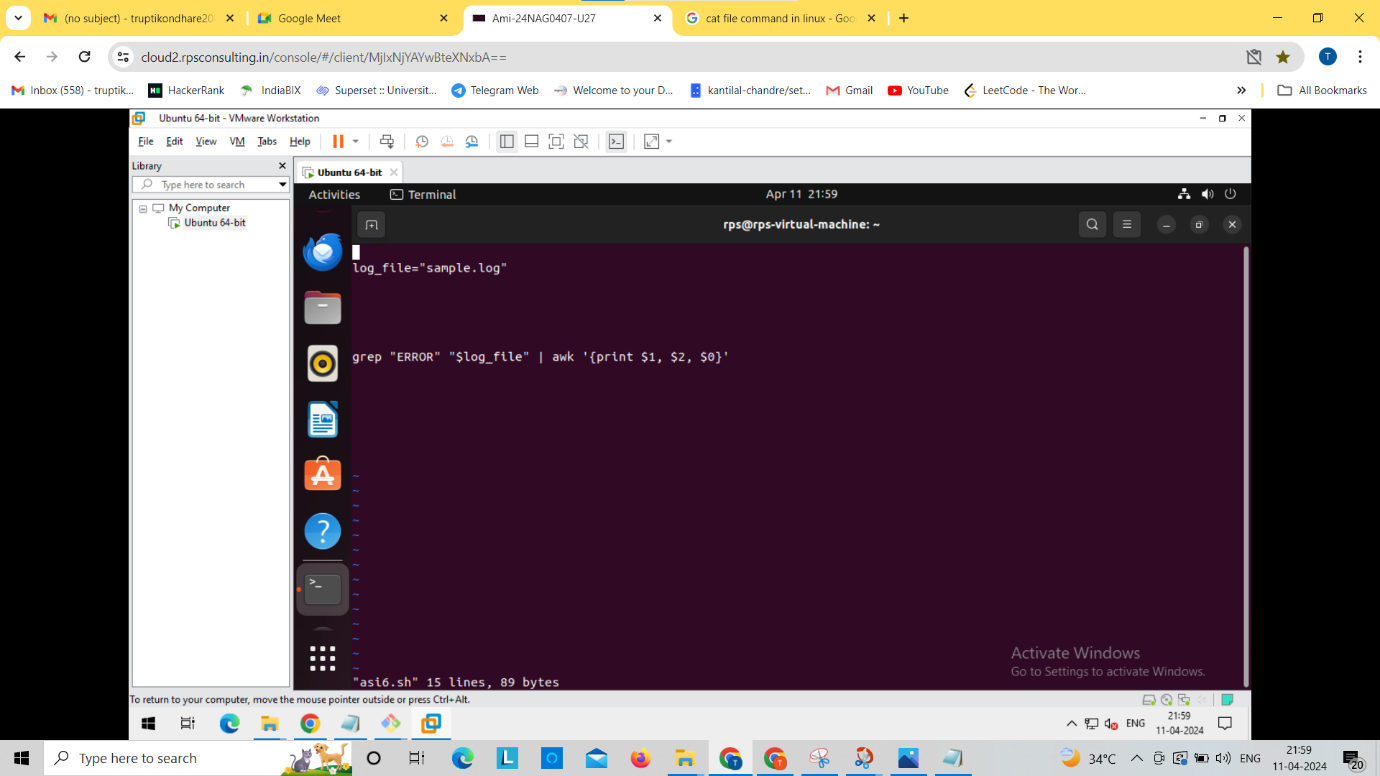 (no subject) - truptikondhare20
Google Meet
Ami-24NAG0407-U27
cat file command in linux - Goo
cloud2.rpsconsulting.in/console/#/client/MjIxNjYAYwBteXNxbA==
T
Inbox (558) - truptik...
HackerRank
IndiaBIX
Superset :: Universit...
Telegram Web
Welcome to your D...
kantilal-chandre/set...
Gmail
YouTube
LeetCode - The Wor...
All Bookmarks
Ubuntu 64-bit - VMware Workstation
File Edit View VM Tabs Help
Library
Type here to search
My Computer
Ubuntu 64-bit
Ubuntu 64-bit
Activities
Terminal
Apr 11 21:59
rps@rps-virtual-machine: ~
log_file="sample.log"
grep "ERROR" "$log_file" | awk '{print $1, $2, $0}'
~
~
~
~
~
~
~
~
~
~
~
~
~
~
"asi6.sh" 15 lines, 89 bytes
Activate Windows
Go to Settings to activate Windows.
To return to your computer, move the mouse pointer outside or press Ctrl+Alt.
ENG
21:59
11-04-2024
Type here to search
34°C
ENG
21:59
11-04-2024
20